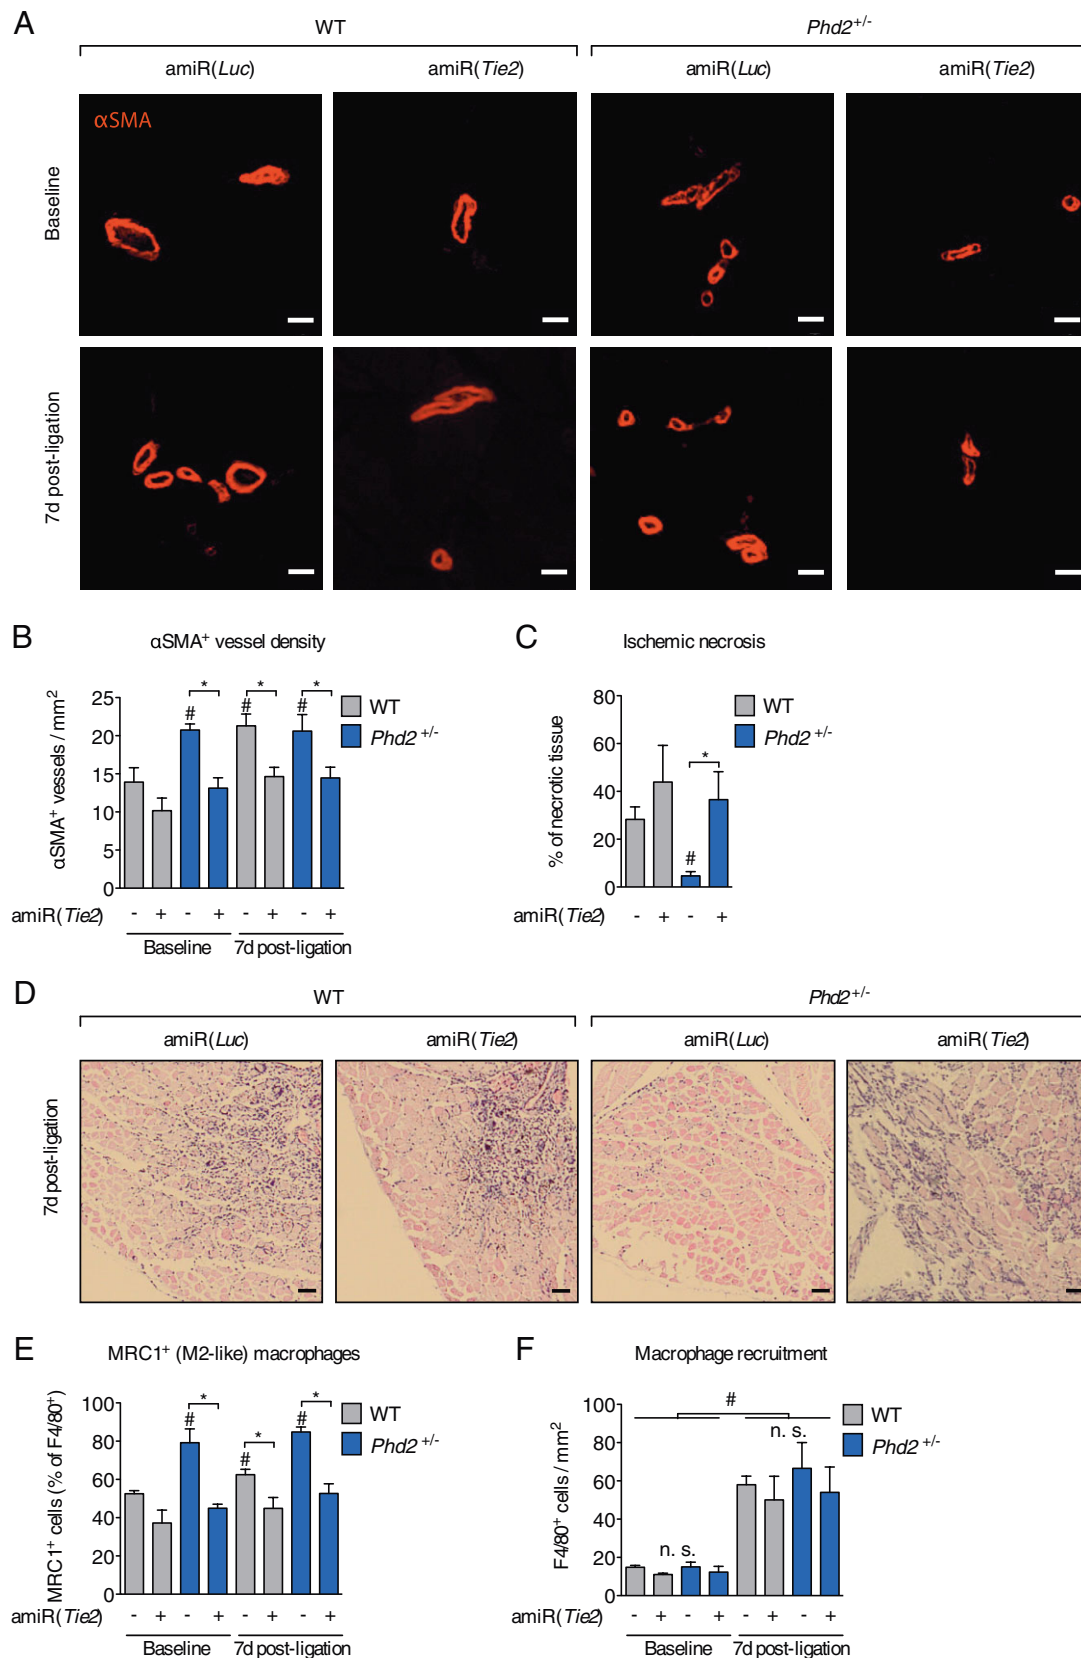 A
WT
Phd2+/-
amiR(Luc)
amiR(Tie2)
amiR(Luc)
amiR(Tie2)
αSMA
Baseline
7d post-ligation
B
αSMA+ vessel density
αSMA+ vessels / mm2
25
20
15
10
5
0
#
*
#
*
#
*
WT
Phd2 +/-
amiR(Tie2)
- + - + - + - +
Baseline
7d post-ligation
C
Ischemic necrosis
% of necrotic tissue
80
60
40
20
0
#
*
WT
Phd2 +/-
amiR(Tie2)
- + - +
D
WT
Phd2+/-
amiR(Luc)
amiR(Tie2)
amiR(Luc)
amiR(Tie2)
7d post-ligation
E
MRC1+ (M2-like) macrophages
MRC1+ cells (% of F4/80+)
100
80
60
40
20
0
#
*
#
*
#
*
WT
Phd2 +/-
amiR(Tie2)
- + - + - + - +
Baseline
7d post-ligation
F
Macrophage recruitment
F4/80+ cells / mm2
100
80
60
40
20
0
#
n. s.
n. s.
WT
Phd2 +/-
amiR(Tie2)
- + - + - + - +
Baseline
7d post-ligation